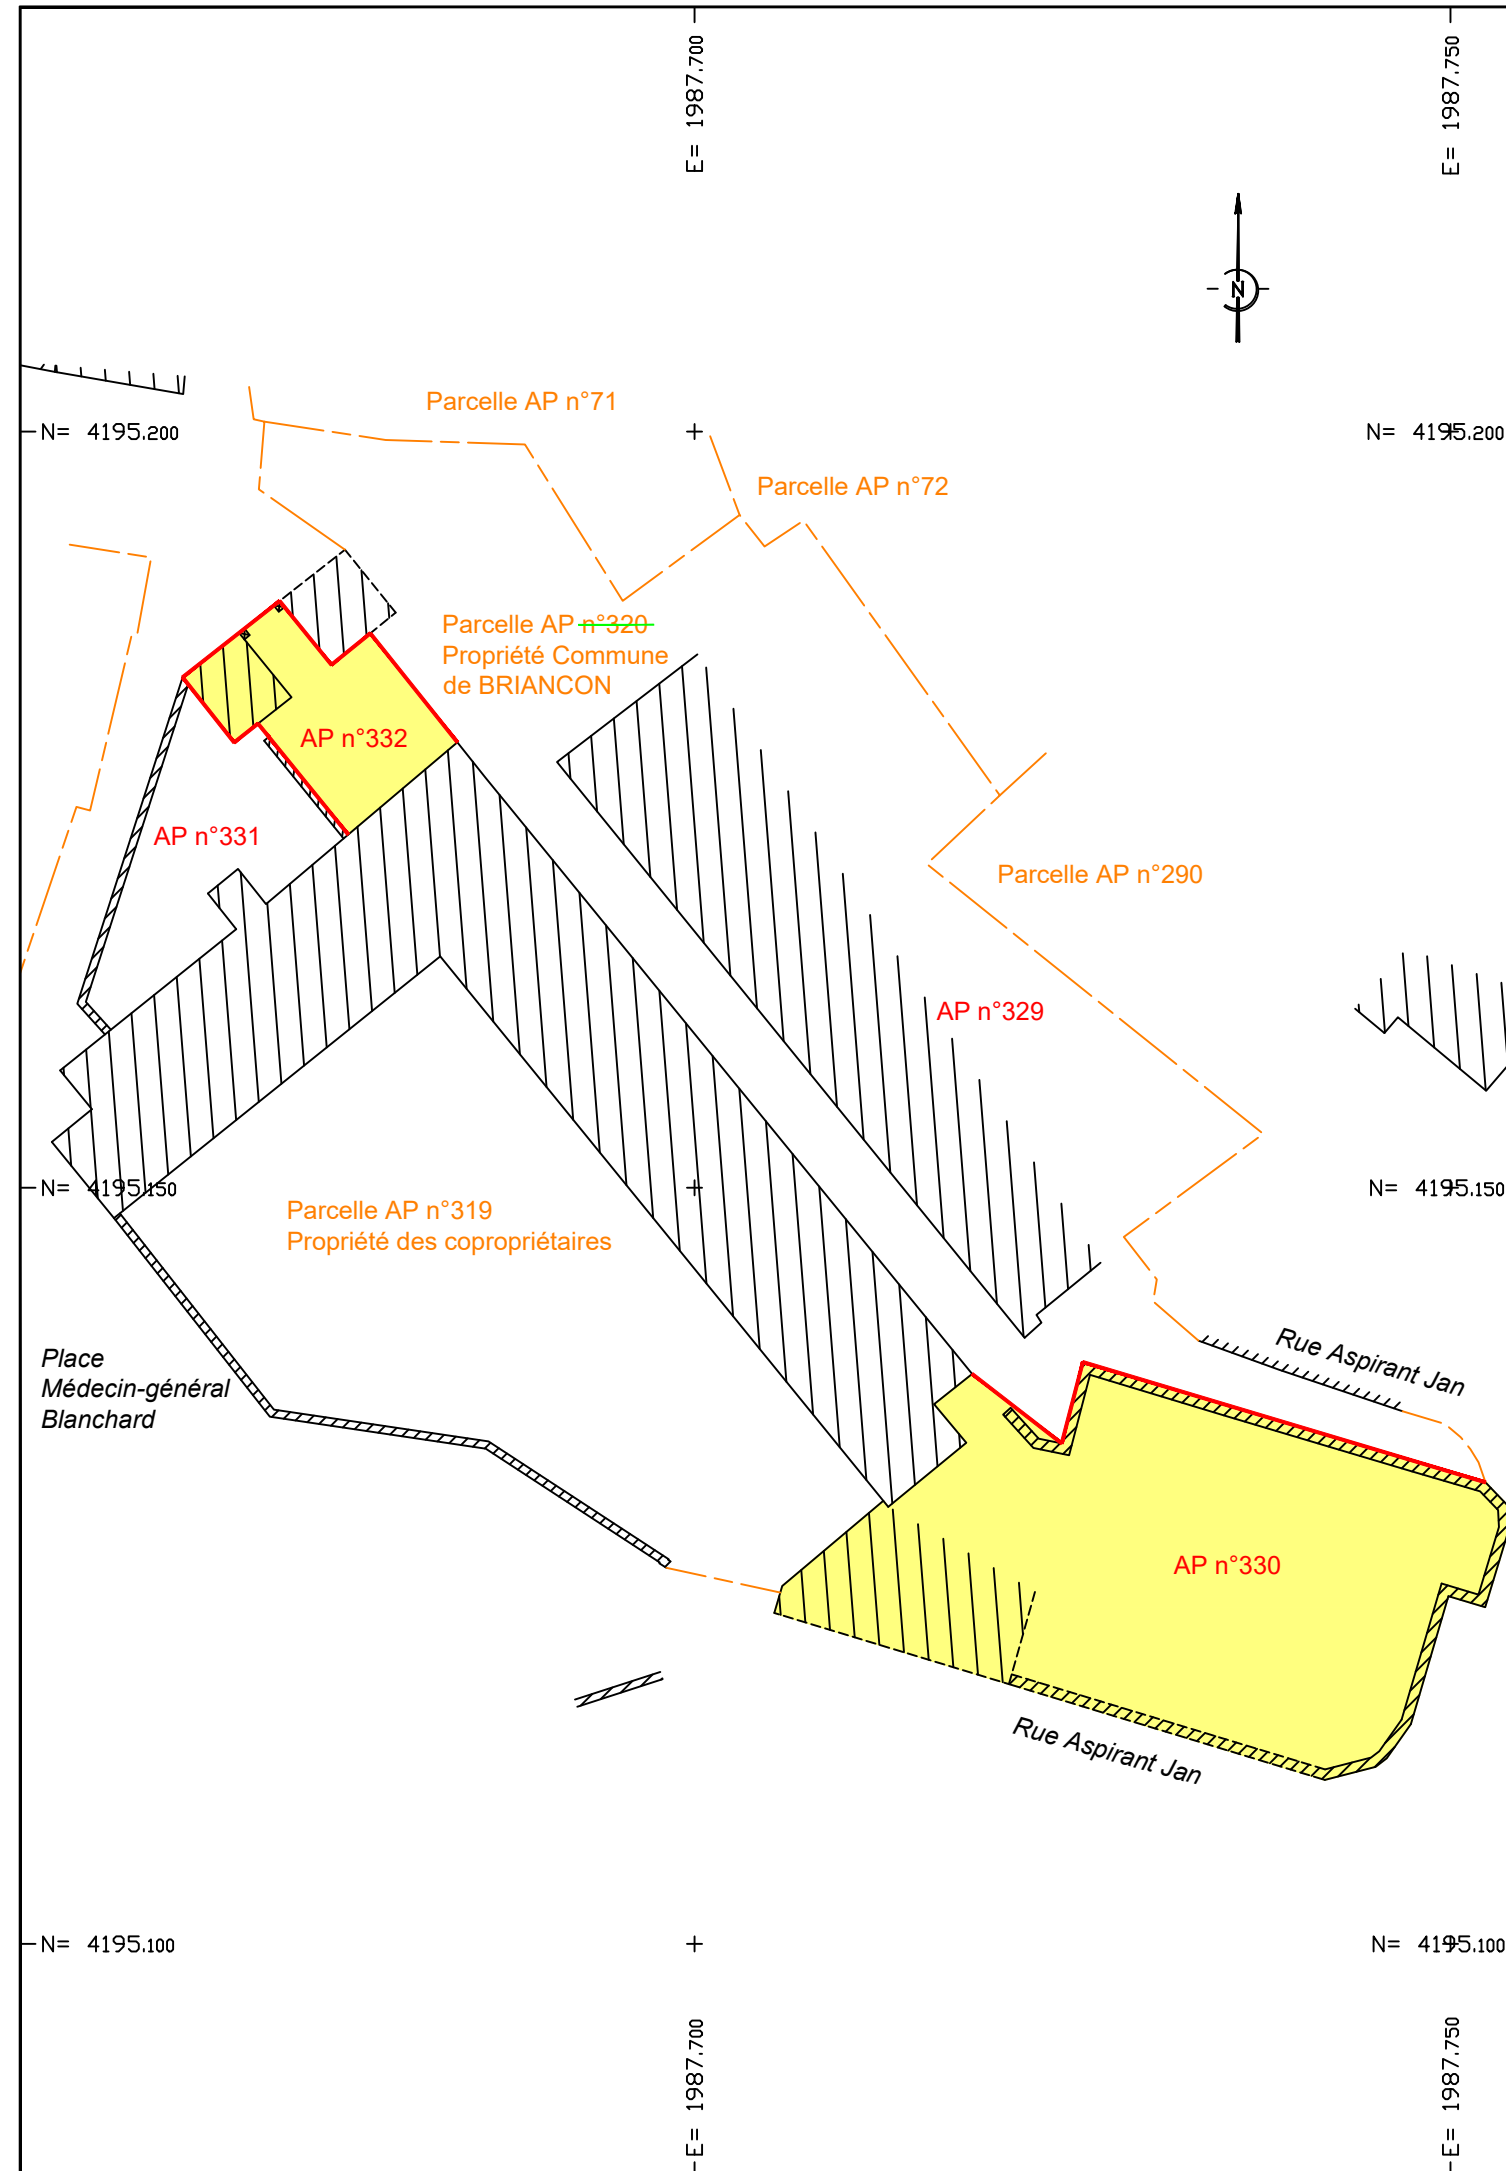 E= 1987.700
E= 1987.750
N
Parcelle AP n°71
N= 4195.200
N= 4195.200
Parcelle AP n°72
Parcelle AP n°320
Propriété Commune
de BRIANCON
AP n°332
AP n°331
Parcelle AP n°290
AP n°329
N= 4195.150
N= 4195.150
Parcelle AP n°319
Propriété des copropriétaires
Rue Aspirant Jan
Place
Médecin-général
Blanchard
AP n°330
Rue Aspirant Jan
N= 4195.100
N= 4195.100
E= 1987.700
E= 1987.750